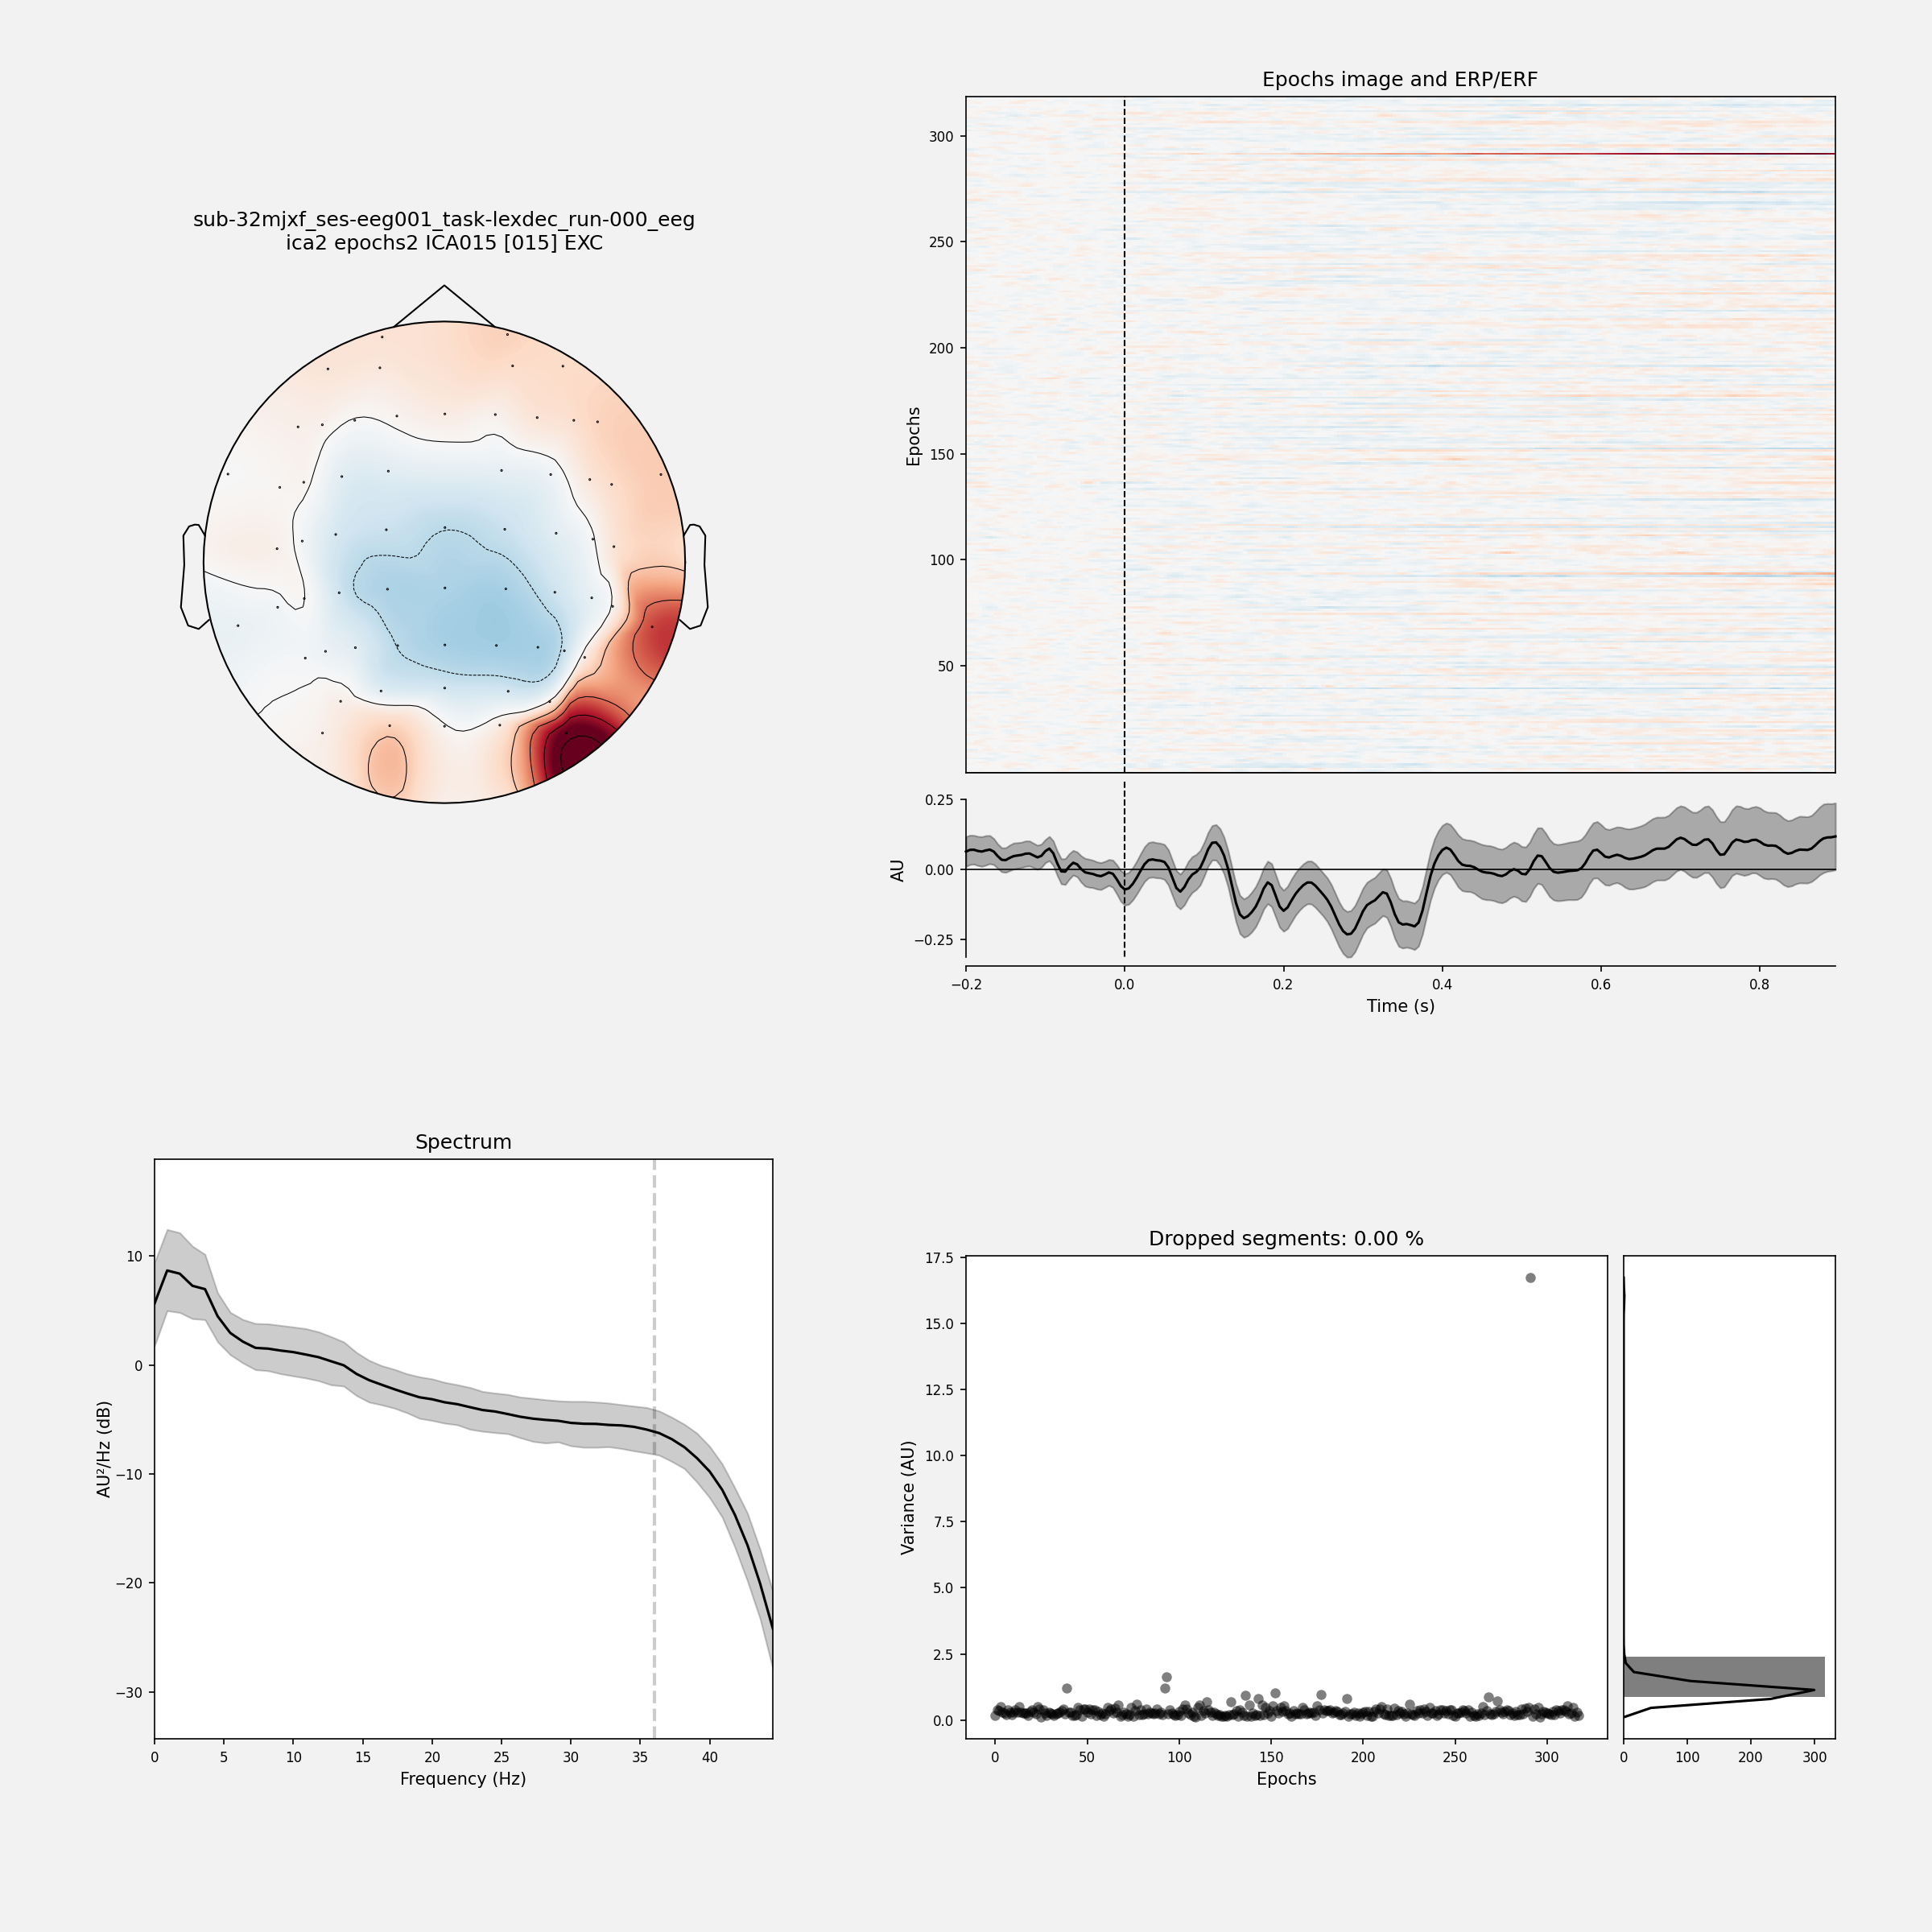 sub-32mjxf_ses-eeg001_task-lexdec_run-000_eeg
ica2 epochs2 ICA015 [015] EXC
Epochs image and ERP/ERF
300
250
200
150
100
50
Epochs
0.25
0.00
−0.25
AU
−0.2 0.0 0.2 0.4 0.6 0.8
Time (s)
Spectrum
10
0
−10
−20
−30
AU²/Hz (dB)
0 5 10 15 20 25 30 35 40
Frequency (Hz)
Dropped segments: 0.00 %
17.5
15.0
12.5
10.0
7.5
5.0
2.5
0.0
Variance (AU)
0 50 100 150 200 250 300
Epochs
0 100 200 300